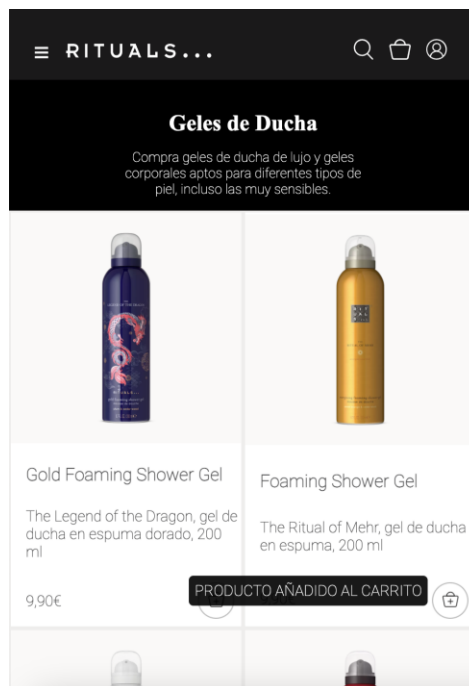 RITUALS...
Geles de Ducha
Compra geles de ducha de lujo y geles
corporales aptos para diferentes tipos de
piel, incluso las muy sensibles.
RITUALS...
Gold Foaming Shower Gel
The Legend of the Dragon, gel de
ducha en espuma dorado, 200
ml
9,90€
Foaming Shower Gel
The Ritual of Mehr, gel de ducha
en espuma, 200 ml
PRODUCTO AÑADIDO AL CARRITO